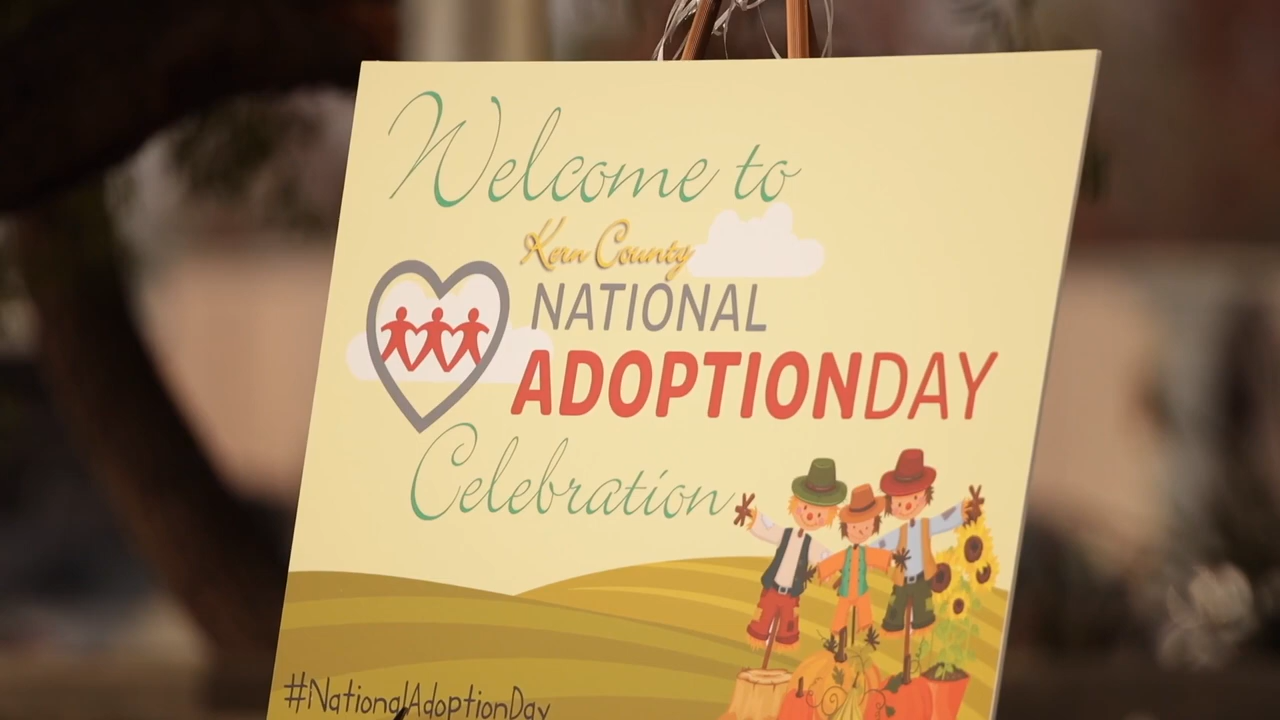 Welcome to
Kern County
NATIONAL
ADOPTIONDAY
Celebration
#NationalAdoptionDay